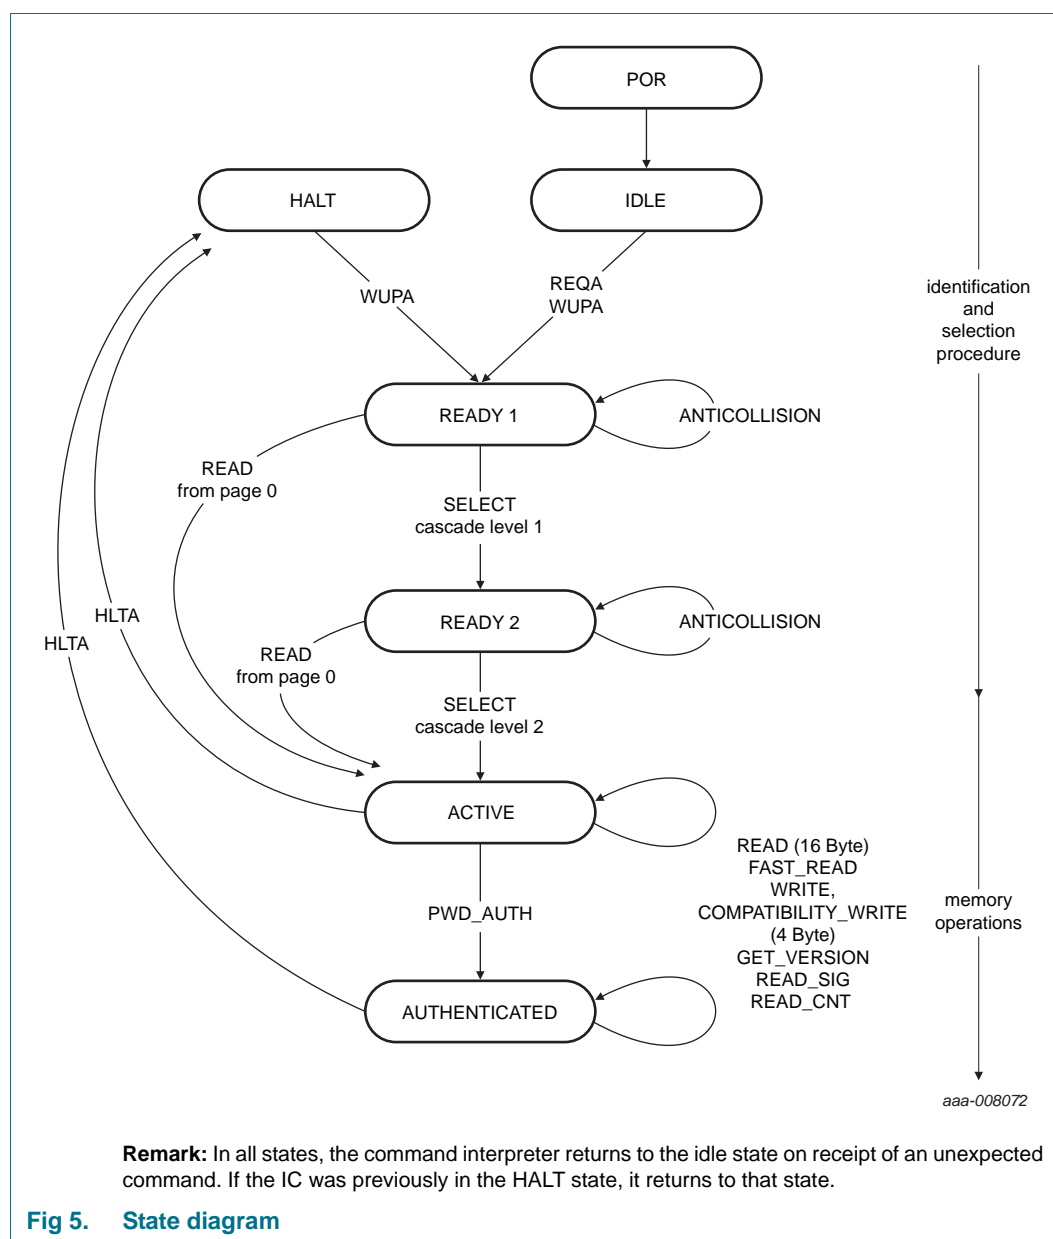 POR
HALT
IDLE
WUPA
REQA
WUPA
identification
and
selection
procedure
READY 1
ANTICOLLISION
READ
from page 0
SELECT
cascade level 1
HLTA
HLTA
READY 2
ANTICOLLISION
READ
from page 0
SELECT
cascade level 2
ACTIVE
READ (16 Byte)
FAST_READ
WRITE,
COMPATIBILITY_WRITE
(4 Byte)
GET_VERSION
READ_SIG
READ_CNT
memory
operations
PWD_AUTH
AUTHENTICATED
aaa-008072
Remark: In all states, the command interpreter returns to the idle state on receipt of an unexpected
command. If the IC was previously in the HALT state, it returns to that state.
Fig 5. State diagram